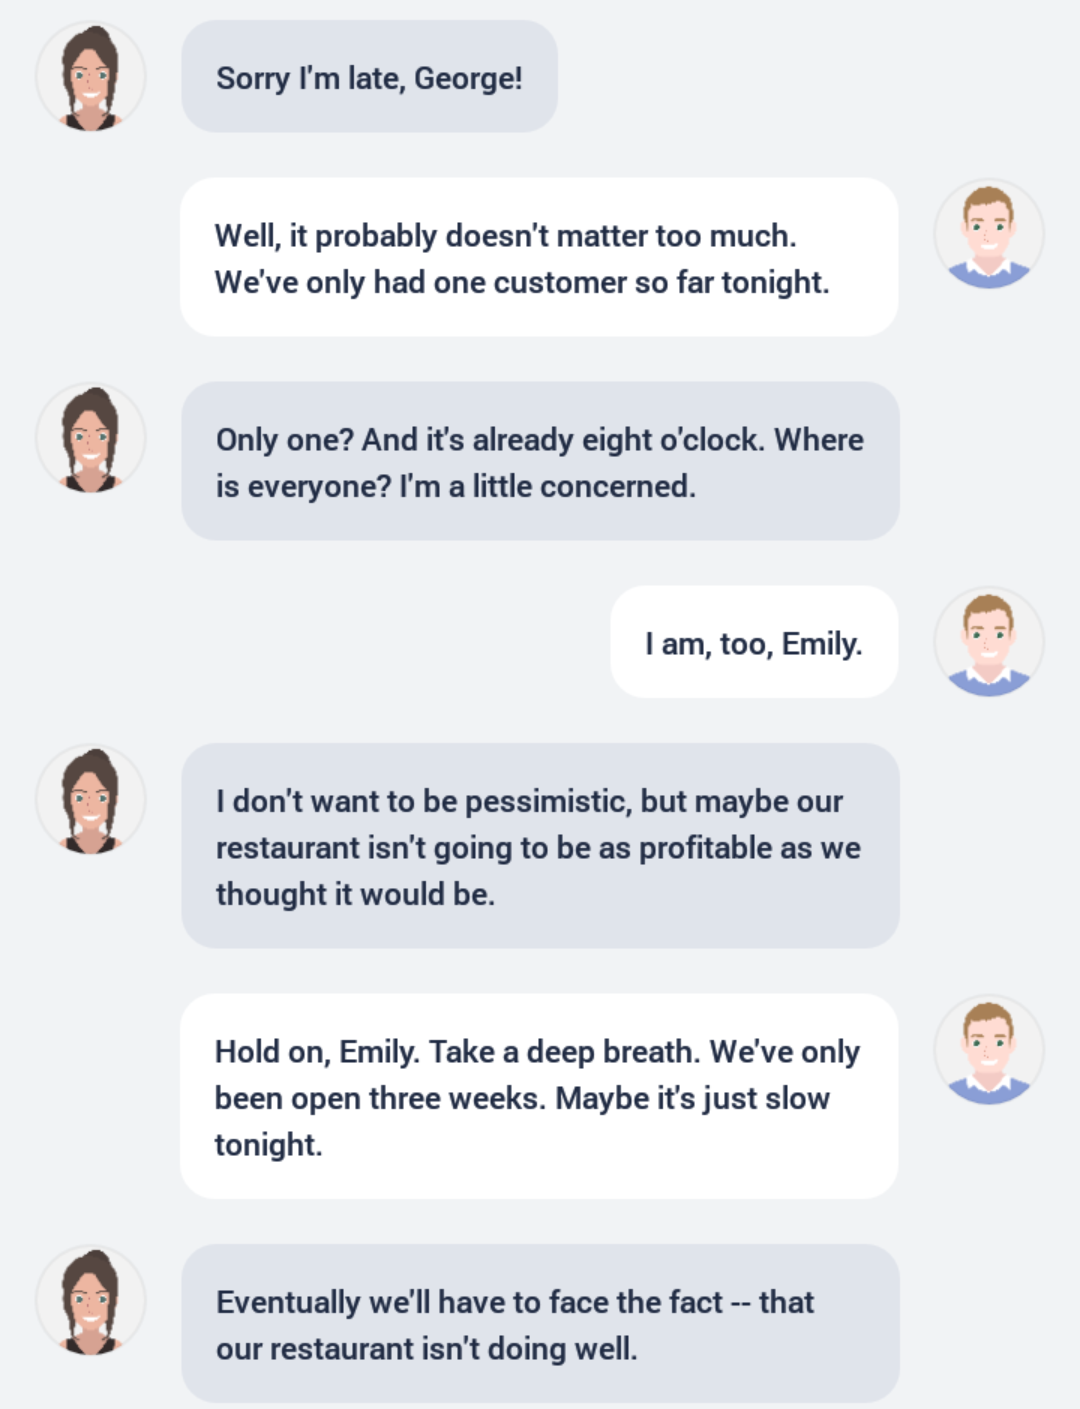 Sorry I'm late, George!
Well, it probably doesn't matter too much.
We've only had one customer so far tonight.
Only one? And it's already eight o'clock. Where
is everyone? I'm a little concerned.
I am, too, Emily.
I don't want to be pessimistic, but maybe our
restaurant isn't going to be as profitable as we
thought it would be.
Hold on, Emily. Take a deep breath. We've only
been open three weeks. Maybe it's just slow
tonight.
Eventually we'll have to face the fact -- that
our restaurant isn't doing well.